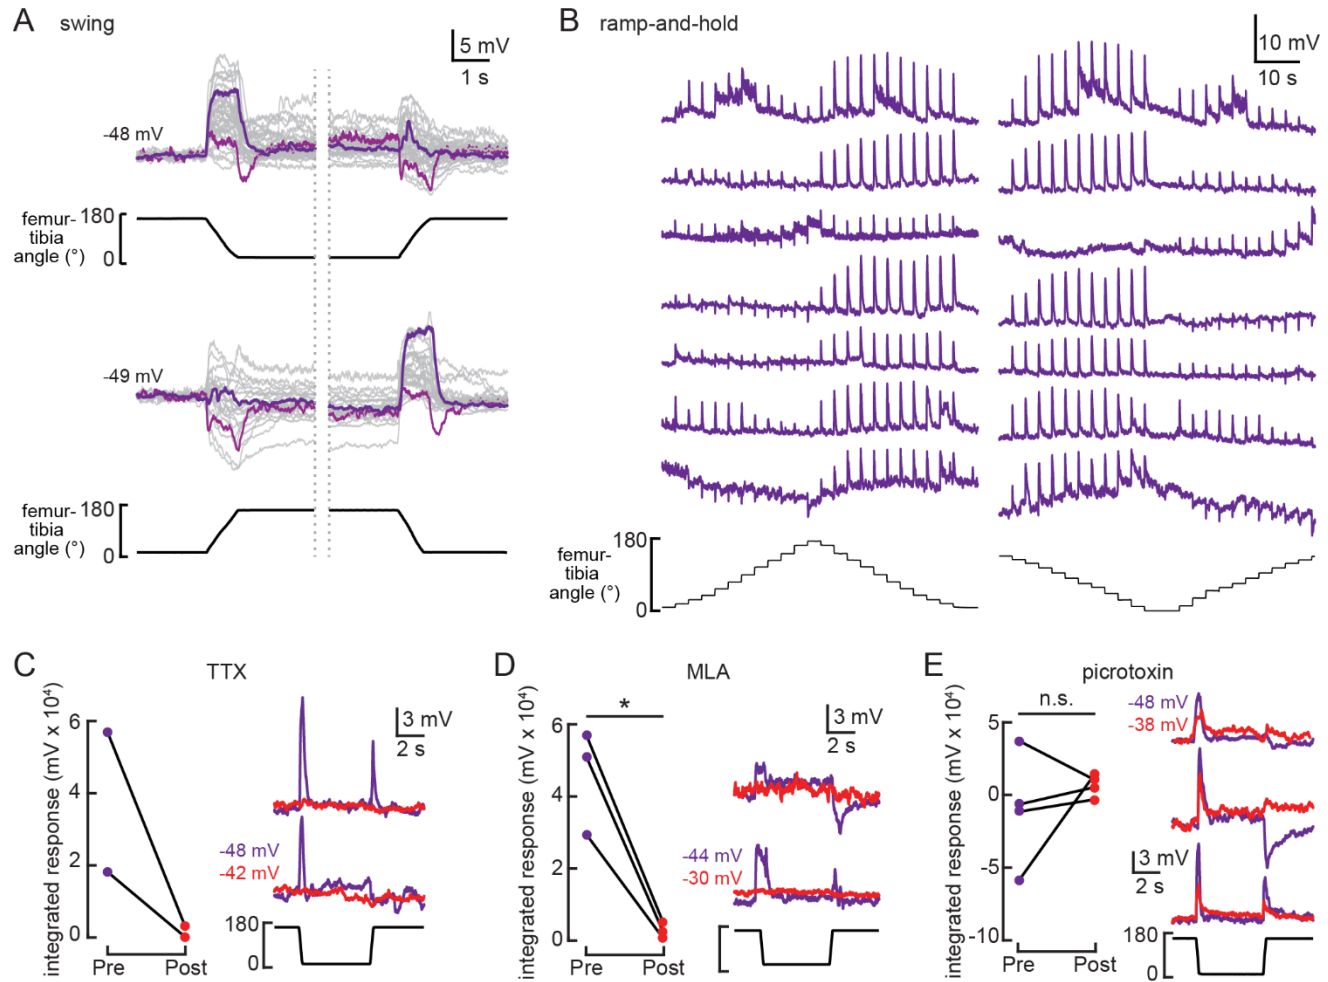 A swing
5 mV
1 s
-48 mV
femur-
tibia
angle (°)
180
0
-49 mV
femur-
tibia
angle (°)
180
0
B ramp-and-hold
10 mV
10 s
femur-
tibia
angle (°)
180
0
C TTX
integrated response (mV x 10⁴)
6
4
2
0
Pre Post
3 mV
2 s
-48 mV
-42 mV
180
0
D MLA
integrated response (mV x 10⁴)
6
4
2
0
*
Pre Post
3 mV
2 s
-44 mV
-30 mV
E picrotoxin
integrated response (mV x 10⁴)
5
0
-5
-10
n.s.
Pre Post
-48 mV
-38 mV
3 mV
2 s
180
0